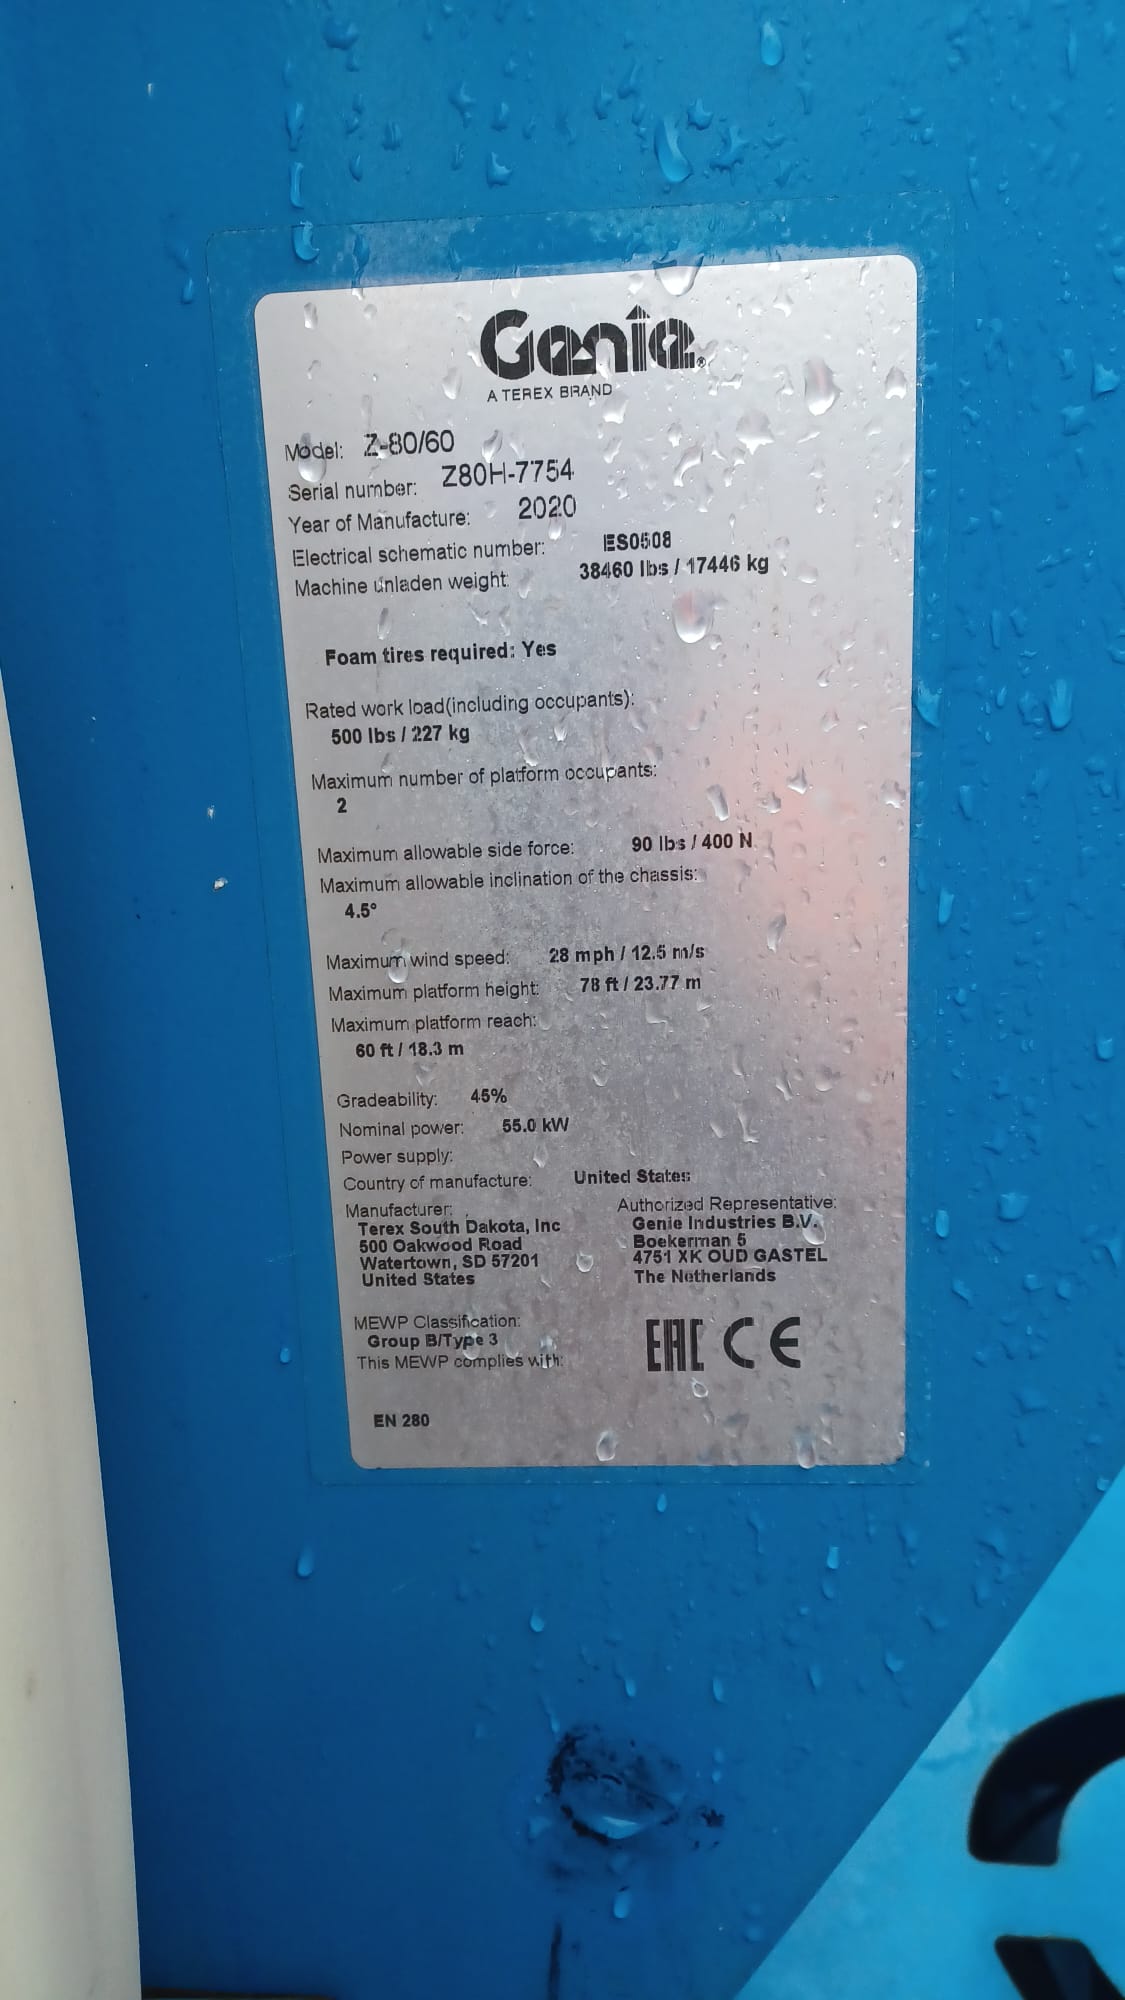 Genie®
A TEREX BRAND
Model: Z-80/60
Serial number: Z80H-7754
Year of Manufacture: 2020
Electrical schematic number: ES0508
Machine unladen weight: 38460 lbs / 17446 kg
Foam tires required: Yes
Rated work load(including occupants):
500 lbs / 227 kg
Maximum number of platform occupants:
2
Maximum allowable side force: 90 lbs / 400 N
Maximum allowable inclination of the chassis:
4.5°
Maximum wind speed: 28 mph / 12.5 m/s
Maximum platform height: 78 ft / 23.77 m
Maximum platform reach:
60 ft / 18.3 m
Gradeability: 45%
Nominal power: 55.0 kW
Power supply:
Country of manufacture: United States
Manufacturer:
Terex South Dakota, Inc
500 Oakwood Road
Watertown, SD 57201
United States
Authorized Representative:
Genie Industries B.V.
Boekerman 5
4751 XK OUD GASTEL
The Netherlands
MEWP Classification:
Group B/Type 3
This MEWP complies with:
EAC CE
EN 280